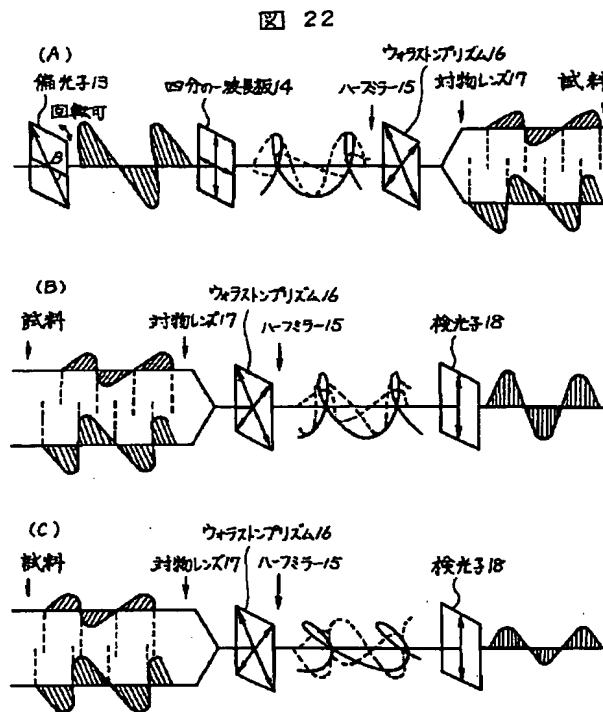 図 22
(A)
偏光子13
回転可
β
四分の一波長板14
ハーフミラー15
ウォラストンプリズム16
対物レンズ17
試料
(B)
試料
対物レンズ17
ウォラストンプリズム16
ハーフミラー15
検光子18
(C)
試料
対物レンズ17
ウォラストンプリズム16
ハーフミラー15
検光子18